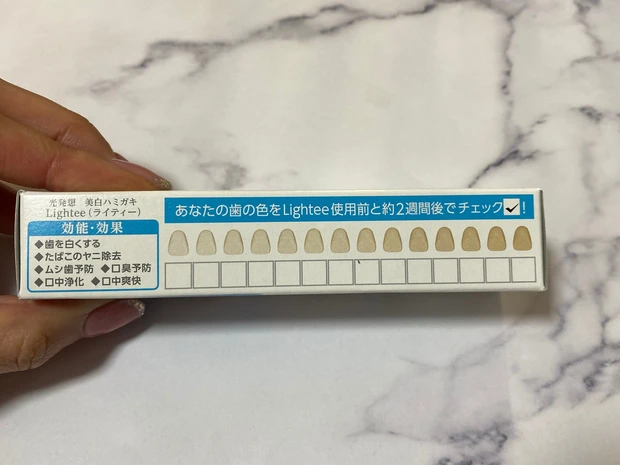 光発想 美白ハミガキ
Lightee(ライティー)
効能・効果
◆歯を白くする
◆たばこのヤニ除去
◆ムシ歯予防 ◆口臭予防
◆口中浄化 ◆口中爽快
あなたの歯の色をLightee使用前と約2週間後でチェック✓!